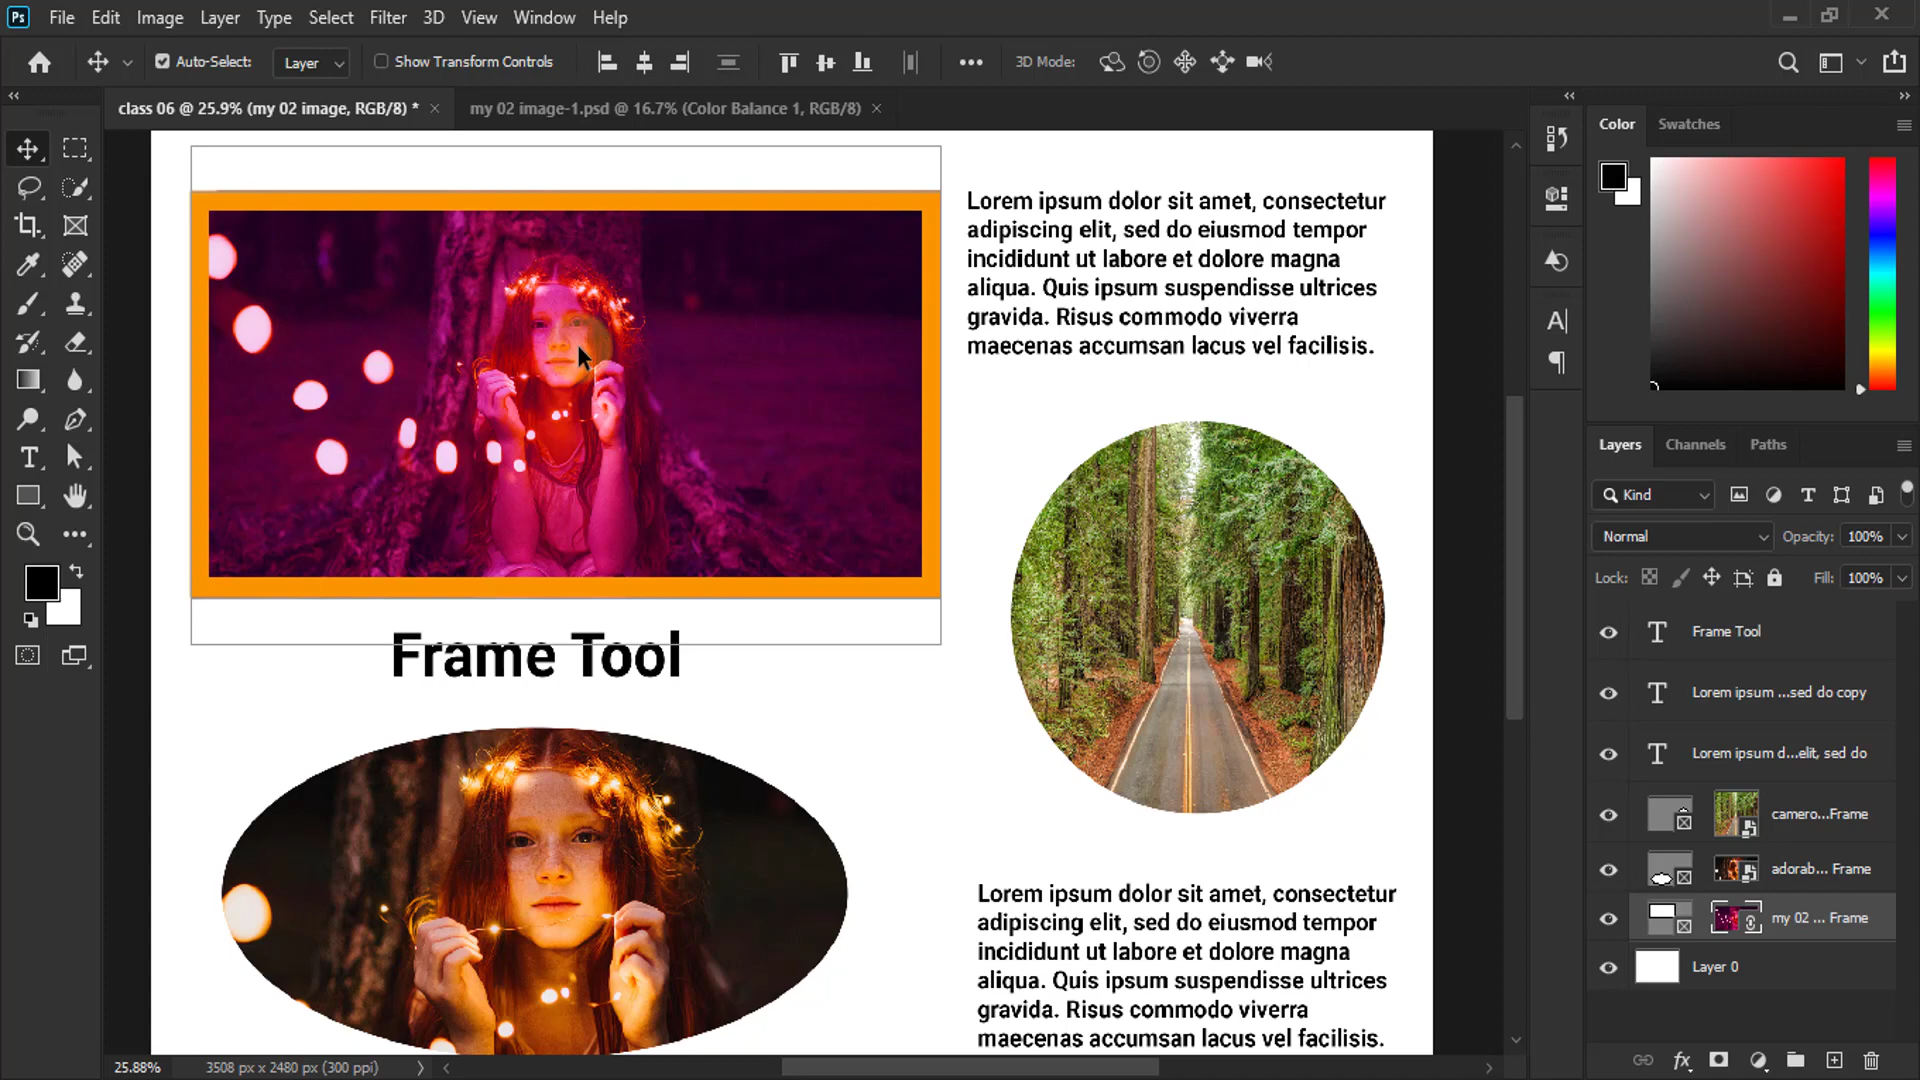 Ps File Edit Image Layer Type Select Filter 3D View Window Help
Auto-Select: Layer Show Transform Controls 3D Mode:
class 06 @ 25.9% (my 02 image, RGB/8) * my 02 image-1.psd @ 16.7% (Color Balance 1, RGB/8)
Color Swatches
Lorem ipsum dolor sit amet, consectetur
adipiscing elit, sed do eiusmod tempor
incididunt ut labore et dolore magna
aliqua. Quis ipsum suspendisse ultrices
gravida. Risus commodo viverra
maecenas accumsan lacus vel facilisis.
Frame Tool
Lorem ipsum dolor sit amet, consectetur
adipiscing elit, sed do eiusmod tempor
incididunt ut labore et dolore magna
aliqua. Quis ipsum suspendisse ultrices
gravida. Risus commodo viverra
maecenas accumsan lacus vel facilisis.
Layers Channels Paths
Kind
Normal Opacity: 100%
Lock: Fill: 100%
Frame Tool
Lorem ipsum ...sed do copy
Lorem ipsum d...elit, sed do
camero...Frame
adorab... Frame
my 02 ... Frame
Layer 0
25.88% 3508 px x 2480 px (300 ppi)